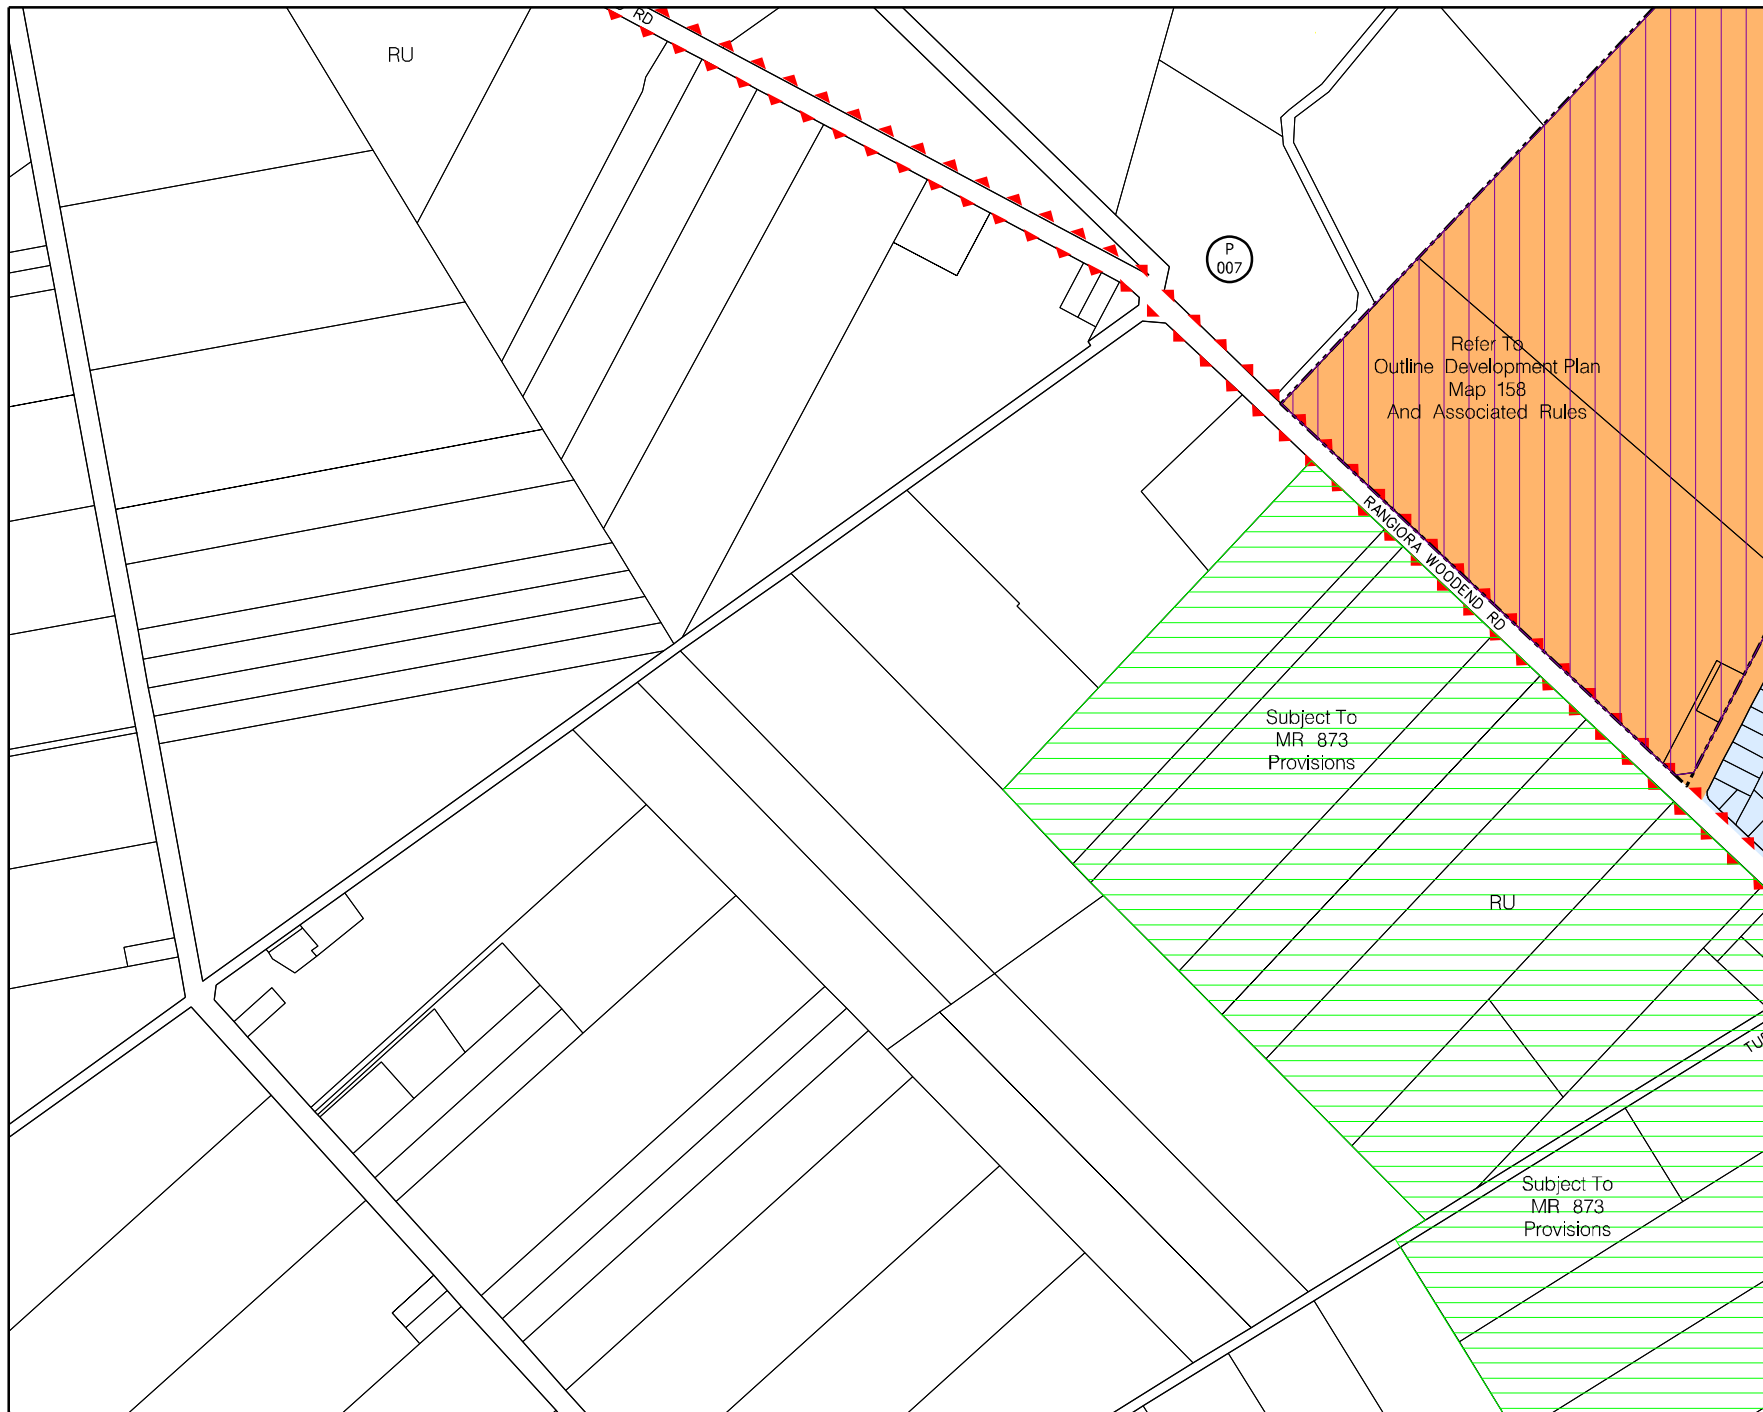 RD
RU
P
007
Refer To
Outline Development Plan
Map 158
And Associated Rules
RANGIORA WOODEND RD
Subject To
MR 873
Provisions
RU
Subject To
MR 873
Provisions